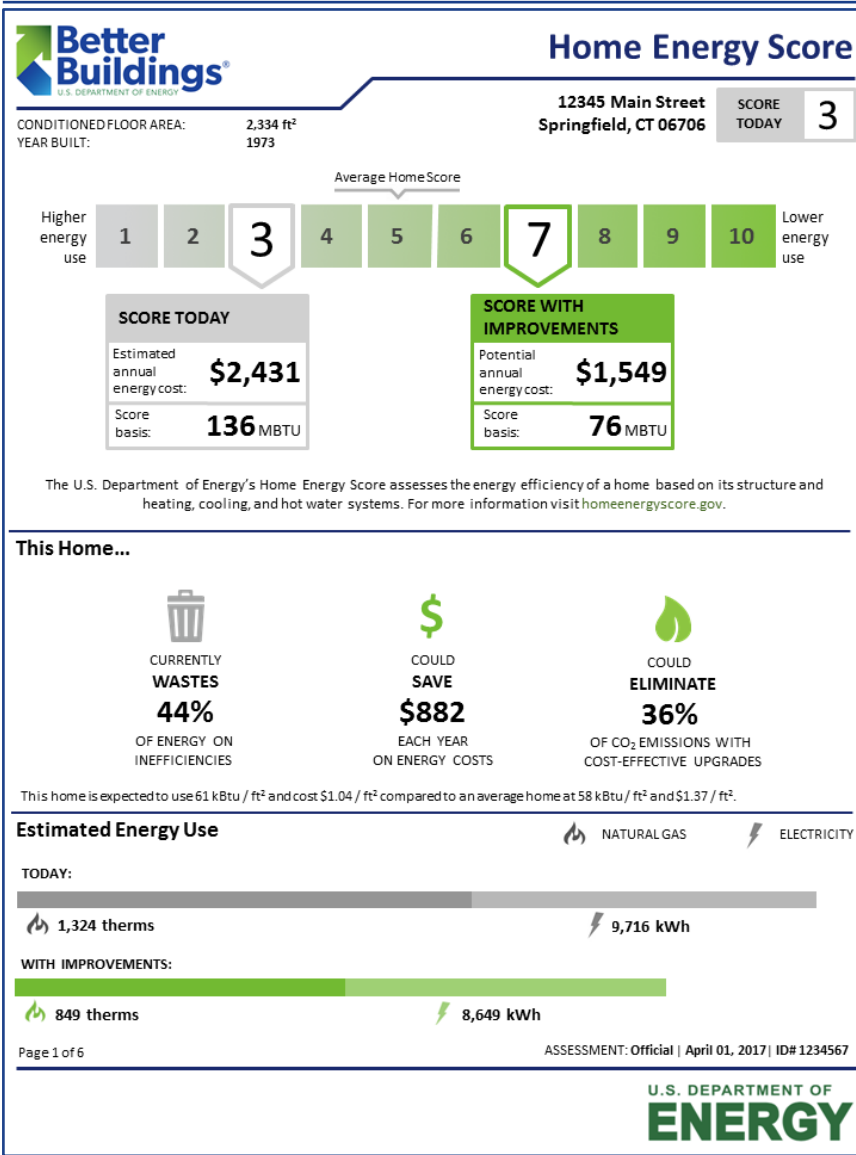 Better
Buildings®
U.S. DEPARTMENT OF ENERGY
Home Energy Score
12345 Main Street
Springfield, CT 06706
SCORE
TODAY
3
CONDITIONED FLOOR AREA: 2,334 ft²
YEAR BUILT: 1973
Average Home Score
Higher
energy
use
1 2 3 4 5 6 7 8 9 10
Lower
energy
use
SCORE TODAY
Estimated
annual
energy cost:
$2,431
Score
basis:
136 MBTU
SCORE WITH
IMPROVEMENTS
Potential
annual
energy cost:
$1,549
Score
basis:
76 MBTU
The U.S. Department of Energy's Home Energy Score assesses the energy efficiency of a home based on its structure and
heating, cooling, and hot water systems. For more information visit homeenergyscore.gov.
This Home...
CURRENTLY
WASTES
44%
OF ENERGY ON
INEFFICIENCIES
$
COULD
SAVE
$882
EACH YEAR
ON ENERGY COSTS
COULD
ELIMINATE
36%
OF CO₂ EMISSIONS WITH
COST-EFFECTIVE UPGRADES
This home is expected to use 61 kBtu / ft² and cost $1.04 / ft² compared to an average home at 58 kBtu / ft² and $1.37 / ft².
Estimated Energy Use
NATURAL GAS
ELECTRICITY
TODAY:
1,324 therms
9,716 kWh
WITH IMPROVEMENTS:
849 therms
8,649 kWh
Page 1 of 6
ASSESSMENT: Official | April 01, 2017 | ID# 1234567
U.S. DEPARTMENT OF
ENERGY